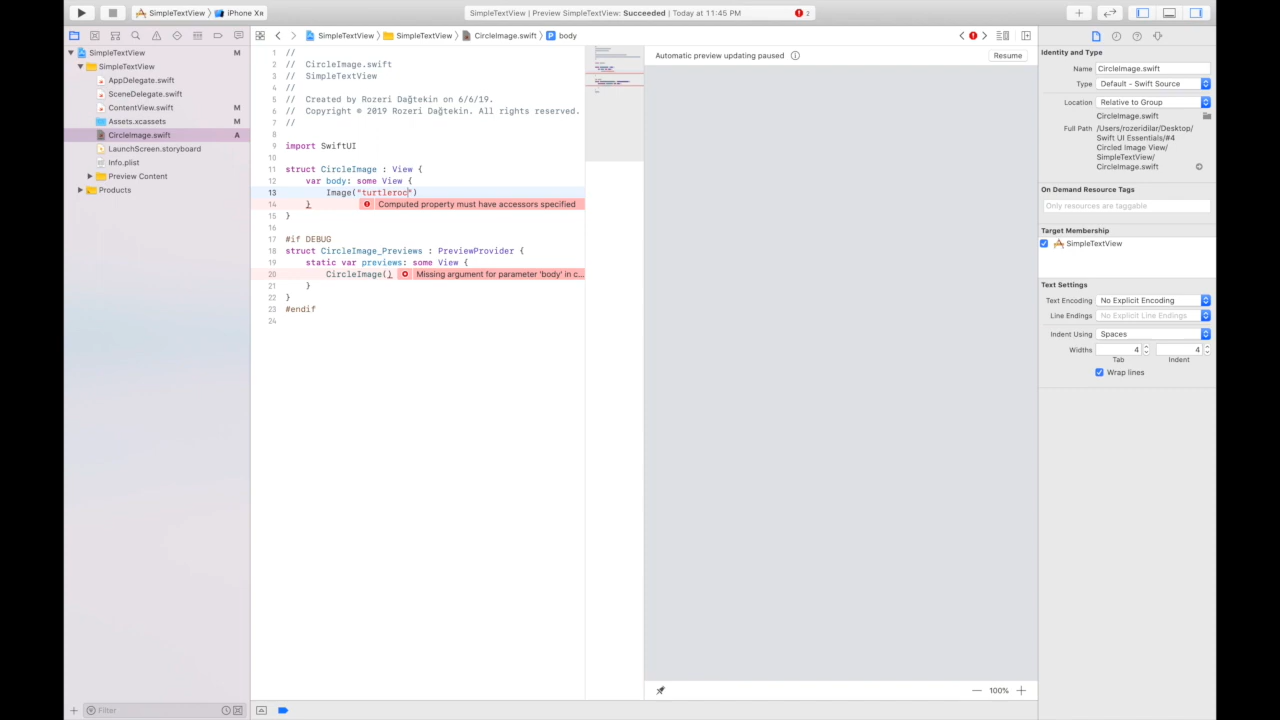 SimpleTextView 〉 iPhone Xʀ
SimpleTextView | Preview SimpleTextView: Succeeded | Today at 11:45 PM
2
SimpleTextView 〉 SimpleTextView 〉 CircleImage.swift 〉 P body
SimpleTextView M
SimpleTextView
AppDelegate.swift
SceneDelegate.swift
ContentView.swift M
Assets.xcassets M
CircleImage.swift A
LaunchScreen.storyboard
Info.plist
Preview Content
Products
Filter
1 //
2 // CircleImage.swift
3 // SimpleTextView
4 //
5 // Created by Rozeri Dağtekin on 6/6/19.
6 // Copyright © 2019 Rozeri Dağtekin. All rights reserved.
7 //
8
9 import SwiftUI
10
11 struct CircleImage : View {
12 var body: some View {
13 Image("turtleroc")
14 } Computed property must have accessors specified
15 }
16
17 #if DEBUG
18 struct CircleImage_Previews : PreviewProvider {
19 static var previews: some View {
20 CircleImage() Missing argument for parameter 'body' in c...
21 }
22 }
23 #endif
24
Automatic preview updating paused
Resume
100%
Identity and Type
Name CircleImage.swift
Type Default - Swift Source
Location Relative to Group
CircleImage.swift
Full Path /Users/rozeridilar/Desktop/
Swift UI Essentials/#4
Circled Image View/
SimpleTextView/
CircleImage.swift
On Demand Resource Tags
Only resources are taggable
Target Membership
SimpleTextView
Text Settings
Text Encoding No Explicit Encoding
Line Endings No Explicit Line Endings
Indent Using Spaces
Widths 4 4
Tab Indent
Wrap lines